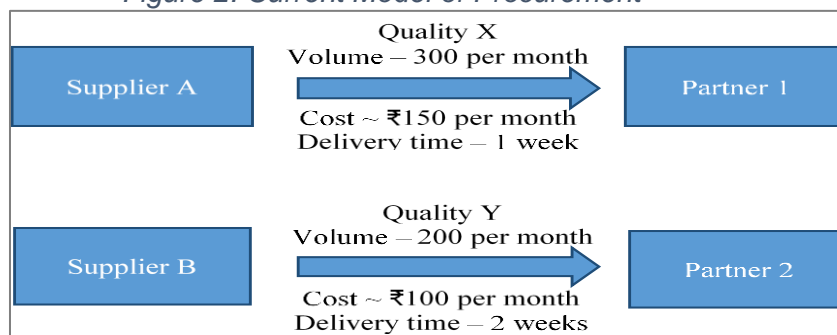 Figure 2: Current Model of Procurement
Quality X
Volume – 300 per month
Supplier A
Partner 1
Cost ~ ₹150 per month
Delivery time – 1 week
Quality Y
Volume – 200 per month
Supplier B
Partner 2
Cost ~ ₹100 per month
Delivery time – 2 weeks